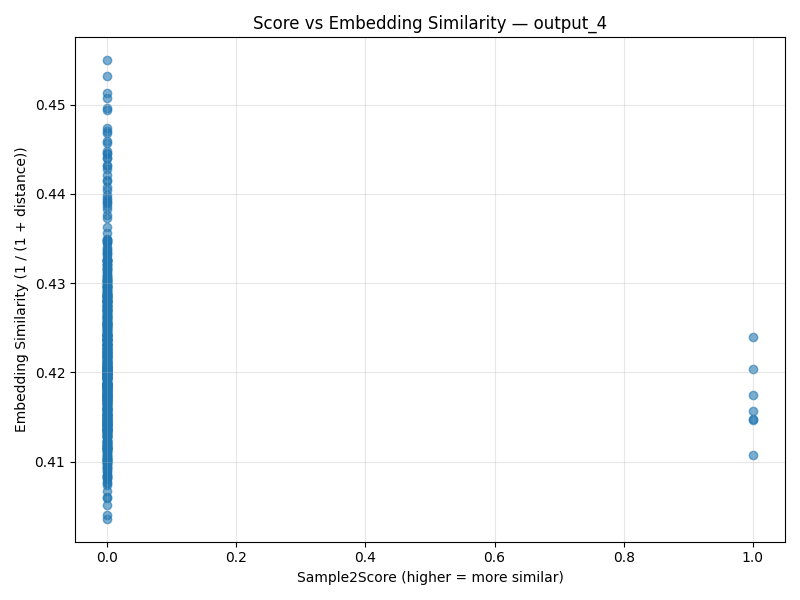 Score vs Embedding Similarity — output_4
Embedding Similarity (1 / (1 + distance))
0.45
0.44
0.43
0.42
0.41
0.0 0.2 0.4 0.6 0.8 1.0
Sample2Score (higher = more similar)